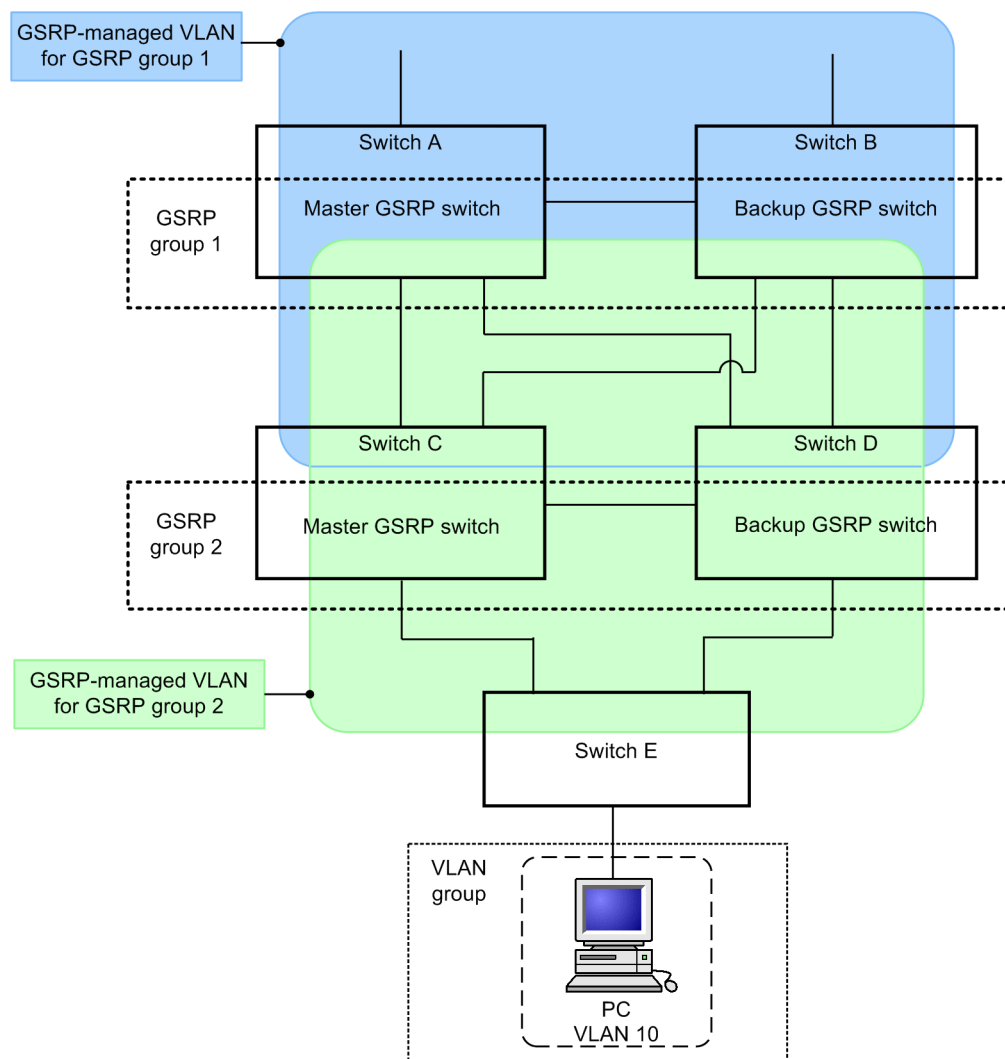 GSRP-managed VLAN
for GSRP group 1
Switch A
Switch B
GSRP
group 1
Master GSRP switch
Backup GSRP switch
Switch C
Switch D
GSRP
group 2
Master GSRP switch
Backup GSRP switch
GSRP-managed VLAN
for GSRP group 2
Switch E
VLAN
group
PC
VLAN 10